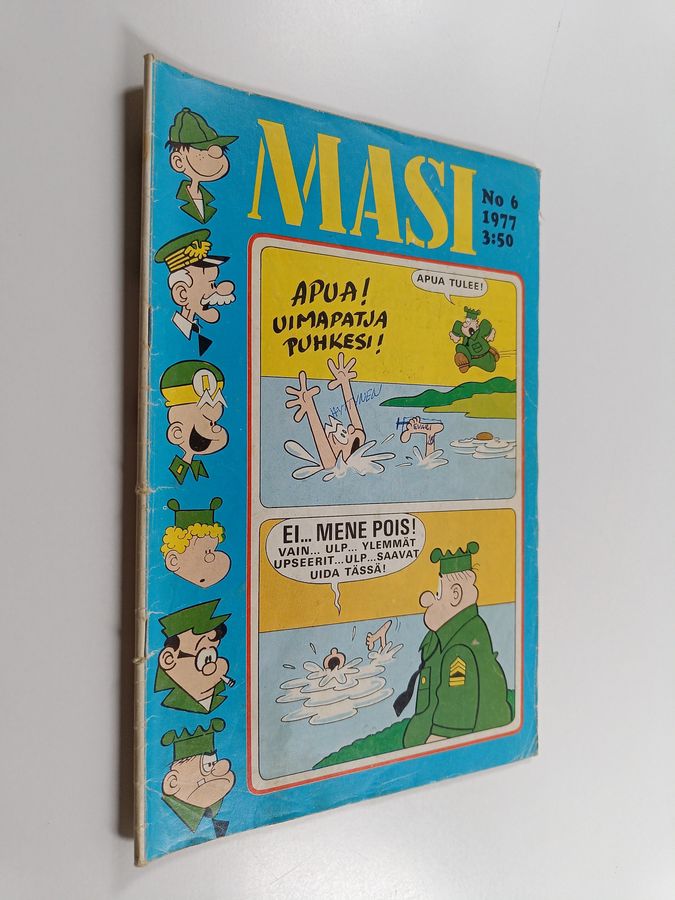 MASI
No 6
1977
3:50
APUA!
UIMAPATJA
PUHKESI!
APUA TULEE!
EI... MENE POIS!
VAIN... ULP... YLEMMÄT
UPSEERIT...ULP...SAAVAT
UIDA TÄSSÄ!